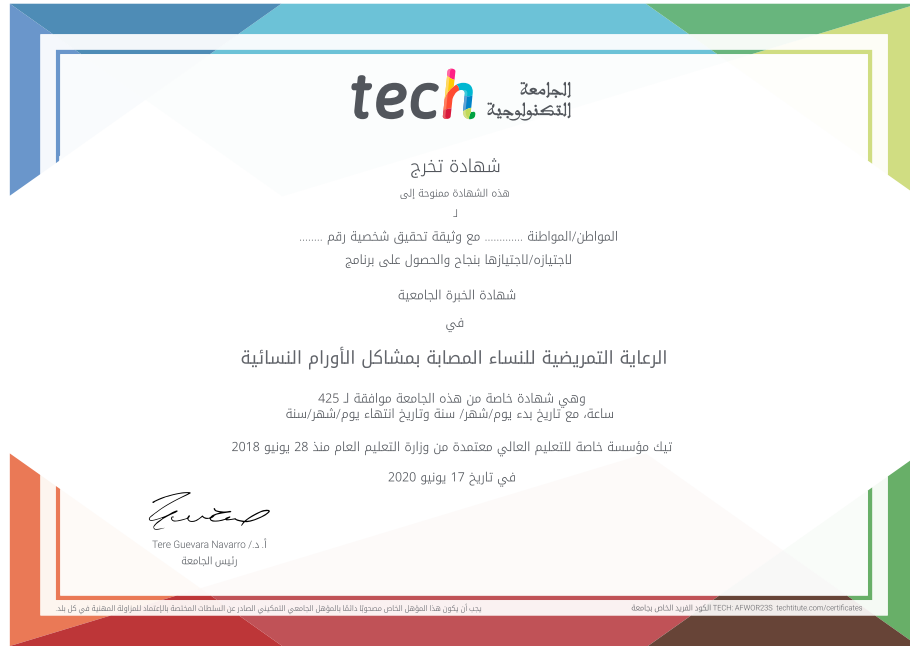 tech
الجامعة
التكنولوجية
شهادة تخرج
هذه الشهادة ممنوحة إلى
لـ
المواطن/المواطنة ............. مع وثيقة تحقيق شخصية رقم ........
لاجتيازه/لاجتيازها بنجاح والحصول على برنامج
شهادة الخبرة الجامعية
في
الرعاية التمريضية للنساء المصابة بمشاكل الأورام النسائية
وهي شهادة خاصة من هذه الجامعة موافقة لـ 425
ساعة، مع تاريخ بدء يوم/شهر/ سنة وتاريخ انتهاء يوم/شهر/سنة
تيك مؤسسة خاصة للتعليم العالي معتمدة من وزارة التعليم العام منذ 28 يونيو 2018
في تاريخ 17 يونيو 2020
أ. د./ Tere Guevara Navarro
رئيس الجامعة
يجب أن يكون هذا المؤهل الخاص مصحوبًا دائمًا بالمؤهل الجامعي التمكيني الصادر عن السلطات المختصة بالإعتماد للمزاولة المهنية في كل بلد.
الكود الفريد الخاص بجامعة TECH: AFWOR23S techtitute.com/certificates